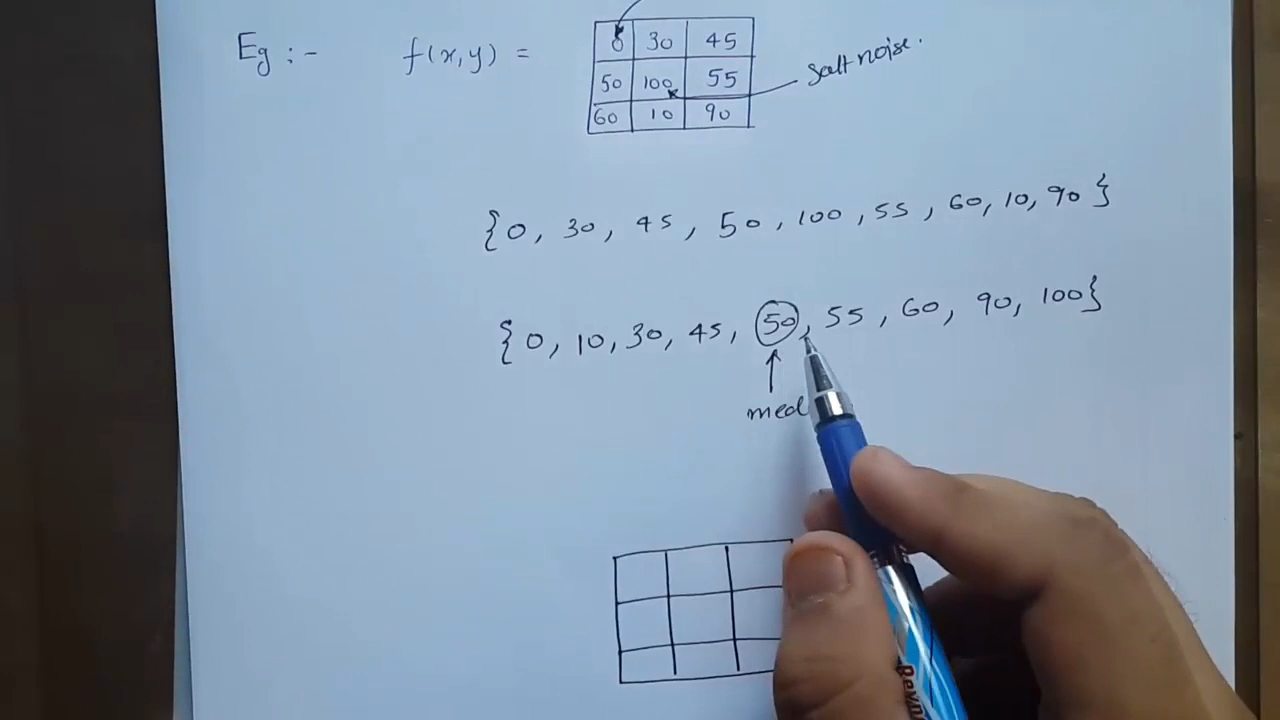 Eg :- f(x,y) =
0 30 45
50 100 55
60 10 90
salt noise.
{0, 30, 45, 50, 100, 55, 60, 10, 90}
{0, 10, 30, 45, 50, 55, 60, 90, 100}
med